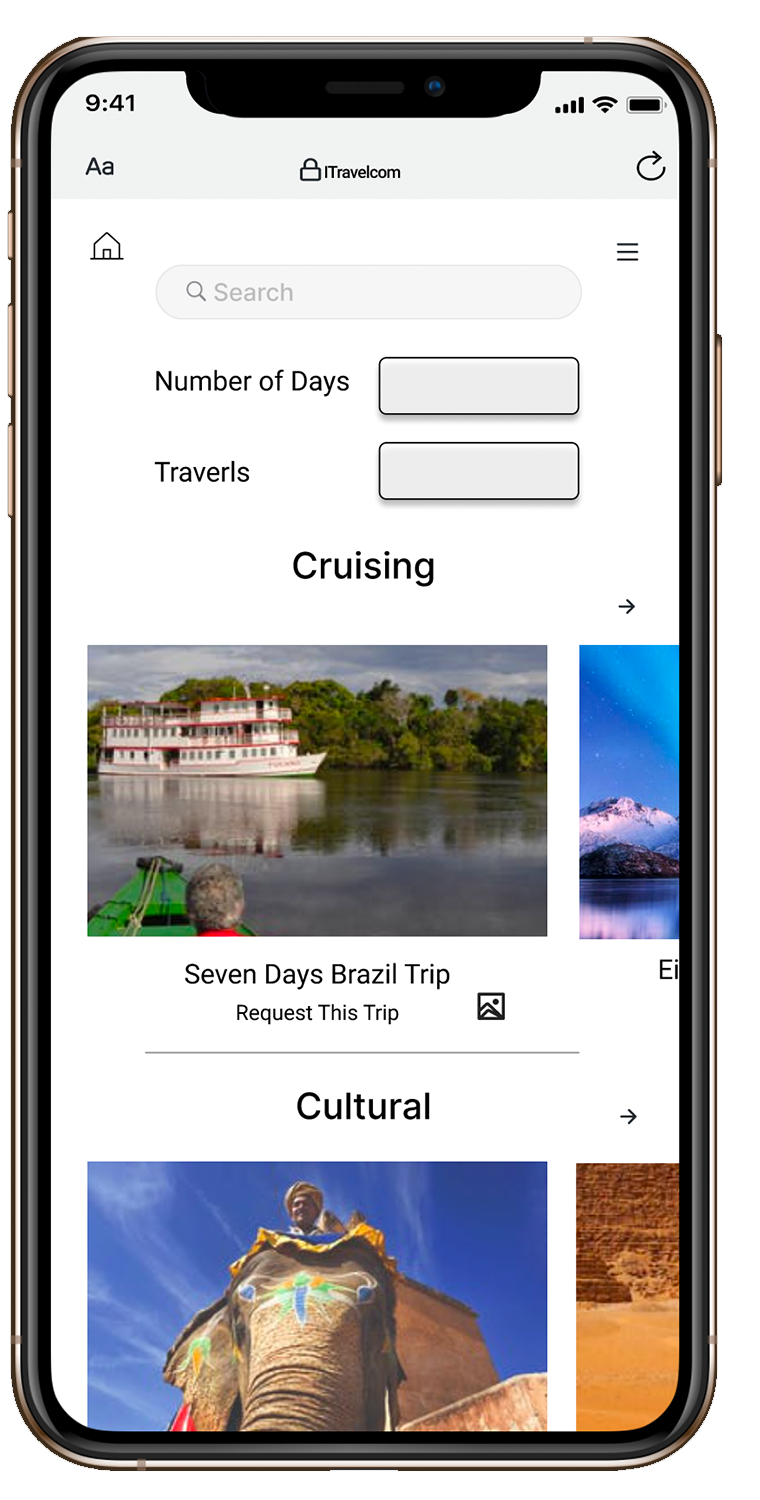 9:41
Aa
ITravelcom
Search
Number of Days
Traverls
Cruising
Seven Days Brazil Trip
Ei
Request This Trip
Cultural